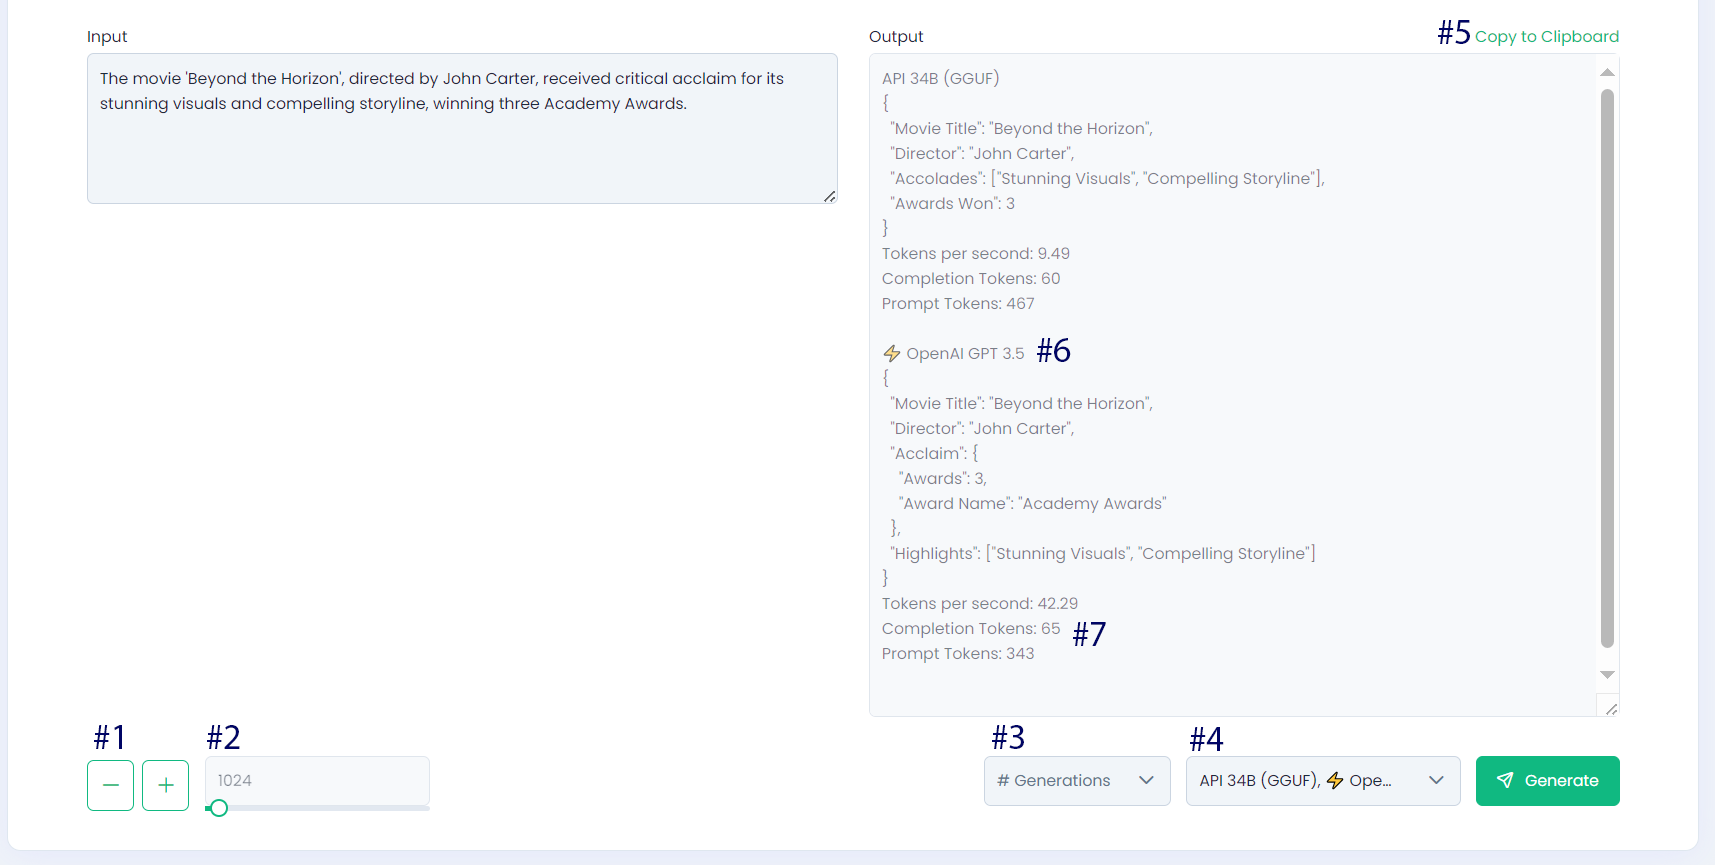 Input
The movie 'Beyond the Horizon', directed by John Carter, received critical acclaim for its
stunning visuals and compelling storyline, winning three Academy Awards.
Output
#5 Copy to Clipboard
API 34B (GGUF)
{
"Movie Title": "Beyond the Horizon",
"Director": "John Carter",
"Accolades": ["Stunning Visuals", "Compelling Storyline"],
"Awards Won": 3
}
Tokens per second: 9.49
Completion Tokens: 60
Prompt Tokens: 467
⚡ OpenAI GPT 3.5 #6
{
"Movie Title": "Beyond the Horizon",
"Director": "John Carter",
"Acclaim": {
"Awards": 3,
"Award Name": "Academy Awards"
},
"Highlights": ["Stunning Visuals", "Compelling Storyline"]
}
Tokens per second: 42.29
Completion Tokens: 65 #7
Prompt Tokens: 343
#1
#2
#3
#4
− +
1024
# Generations
API 34B (GGUF), ⚡ Ope...
Generate